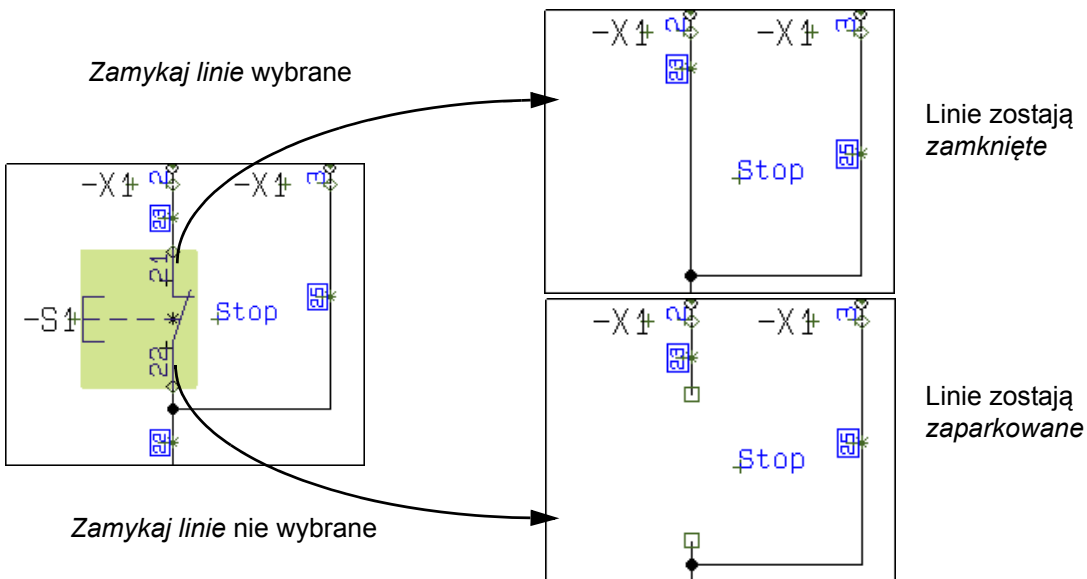 Zamykaj linie wybrane
-X1 2 -X1 3
23
21
-S1
Stop
25
22
22
-X1 2 -X1 3
23
25
Stop
Linie zostają
zamknięte
-X1 2 -X1 3
23
25
Stop
Linie zostają
zaparkowane
Zamykaj linie nie wybrane